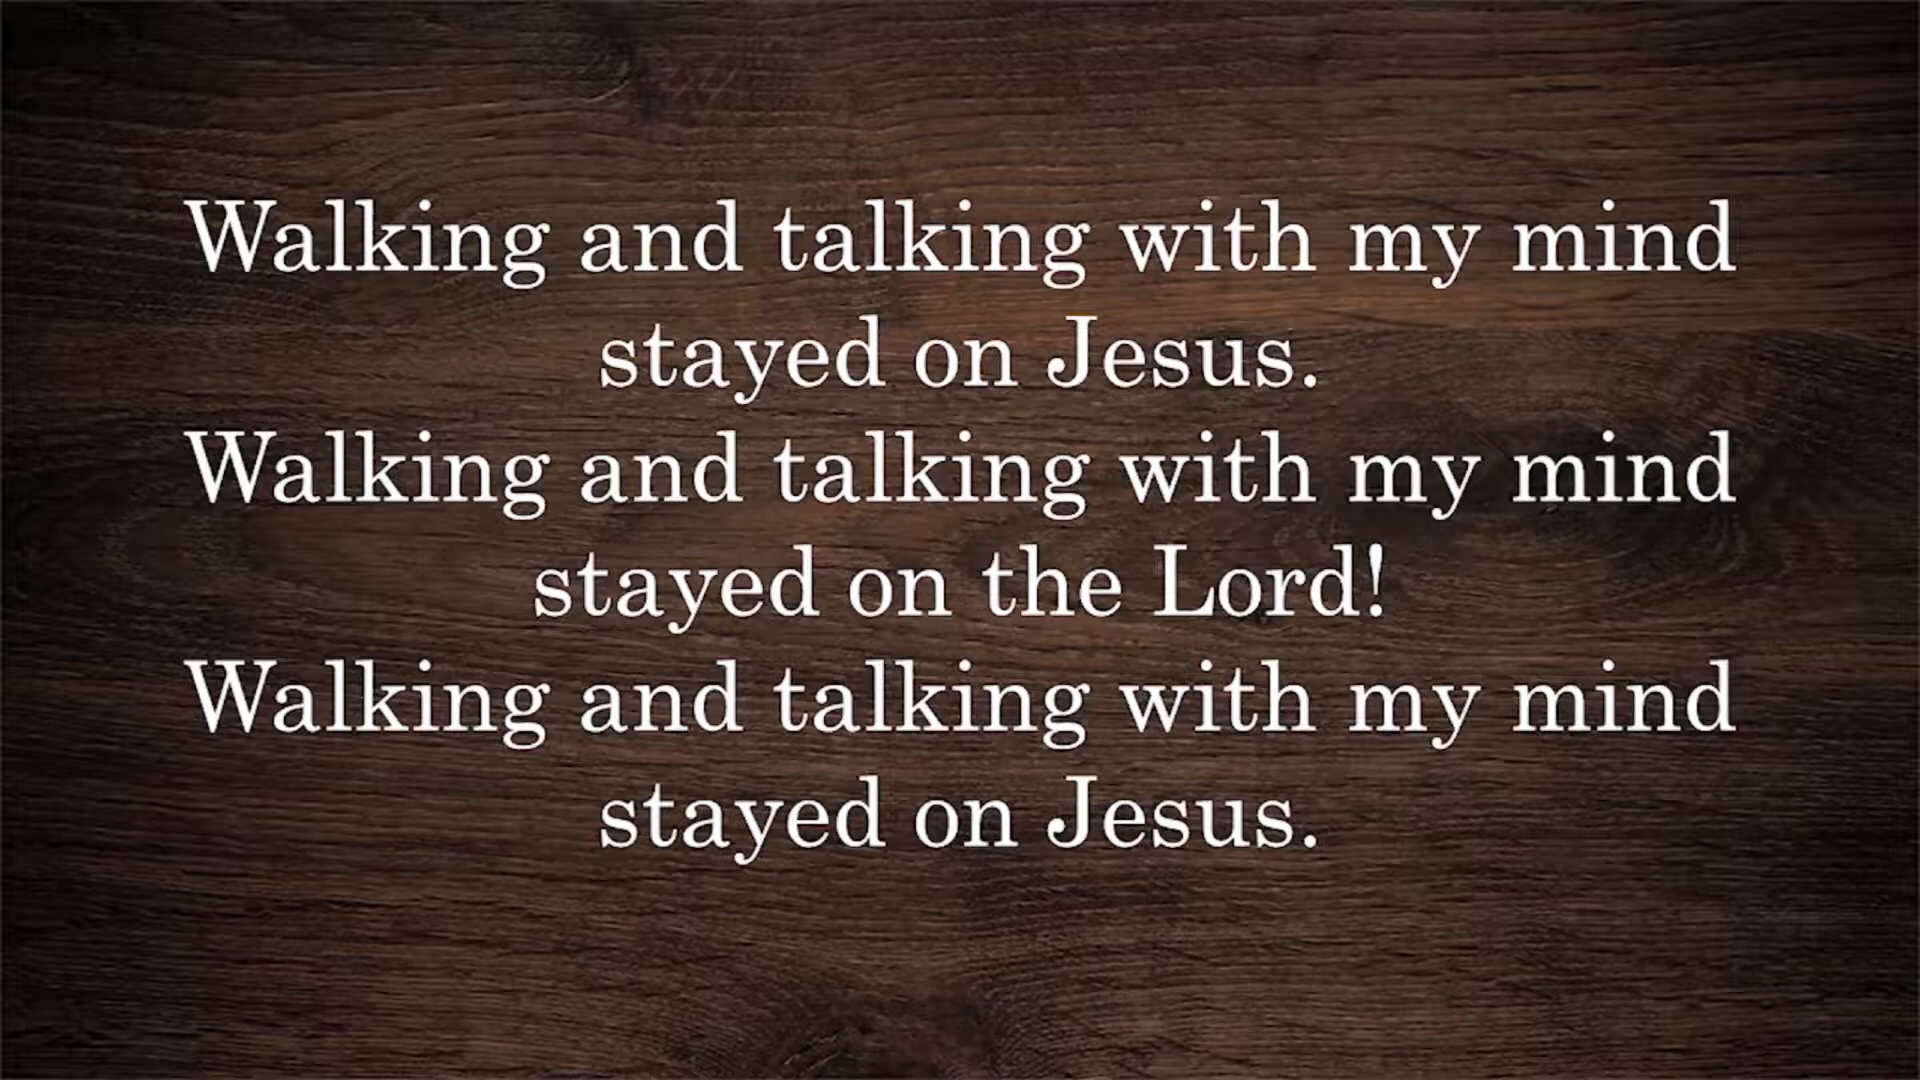 Walking and talking with my mind
stayed on Jesus.
Walking and talking with my mind
stayed on the Lord!
Walking and talking with my mind
stayed on Jesus.